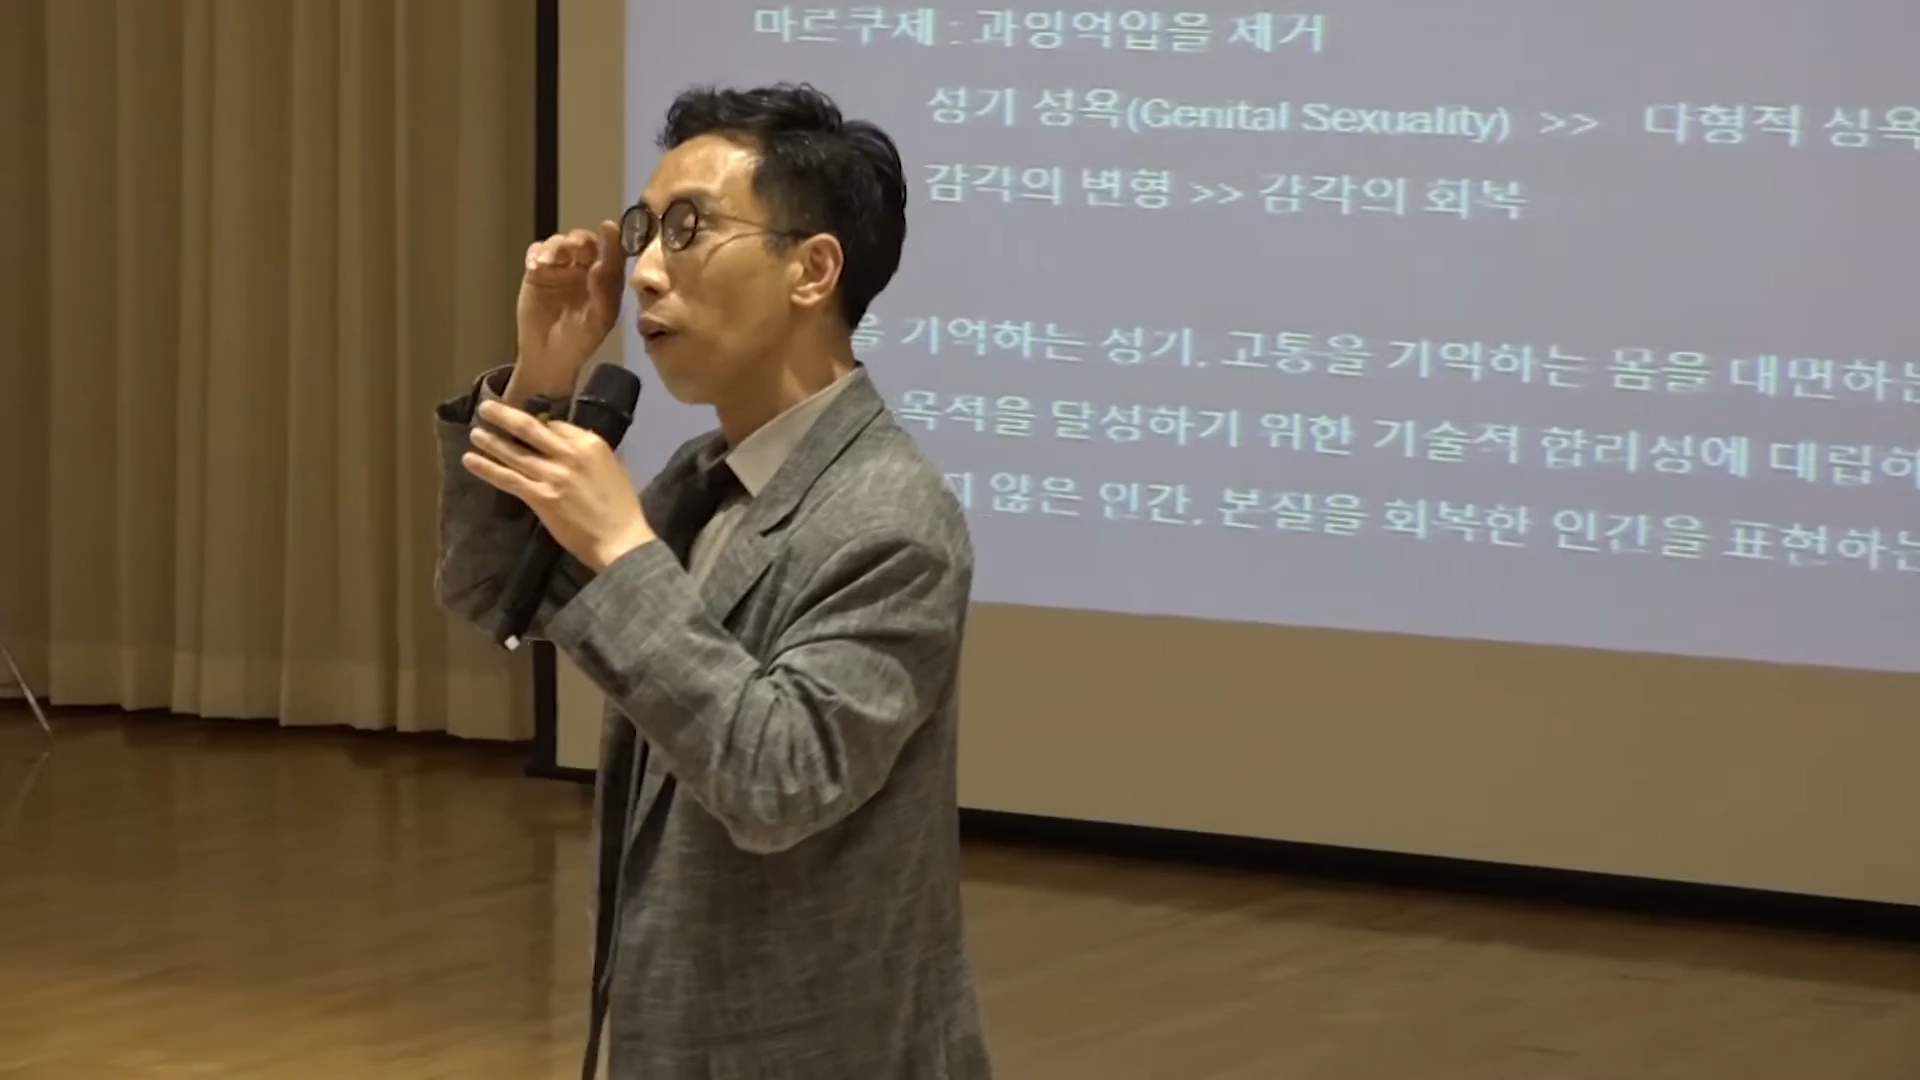 마르쿠제 : 과잉억압을 제거
성기 성욕(Genital Sexuality) >> 다형적 성욕
감각의 변형 >> 감각의 회복
을 기억하는 성기, 고통을 기억하는 몸을 대면하는
목적을 달성하기 위한 기술적 합리성에 대립하
지 않은 인간, 본질을 회복한 인간을 표현하는